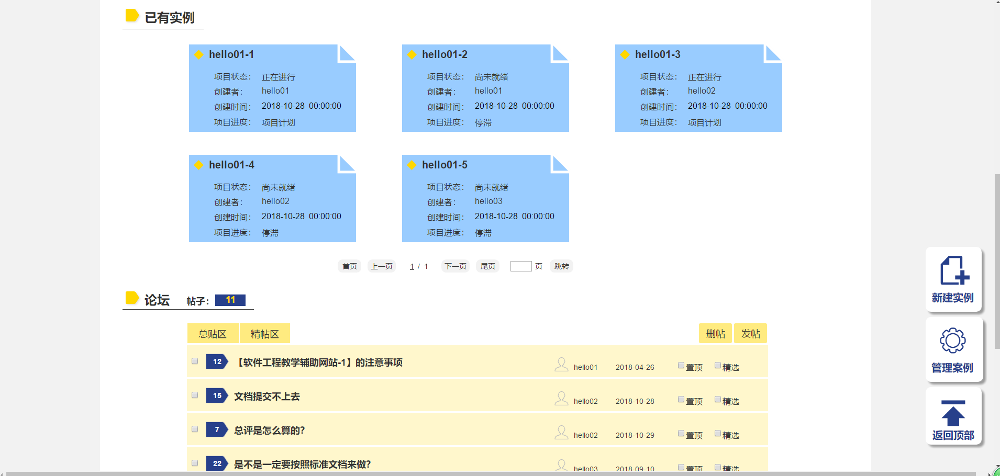 已有实例
hello01-1
项目状态： 正在进行
创建者： hello01
创建时间： 2018-10-28 00:00:00
项目进度： 项目计划
hello01-2
项目状态： 尚未就绪
创建者： hello01
创建时间： 2018-10-28 00:00:00
项目进度： 停滞
hello01-3
项目状态： 正在进行
创建者： hello02
创建时间： 2018-10-28 00:00:00
项目进度： 项目计划
hello01-4
项目状态： 尚未就绪
创建者： hello02
创建时间： 2018-10-28 00:00:00
项目进度： 停滞
hello01-5
项目状态： 尚未就绪
创建者： hello03
创建时间： 2018-10-28 00:00:00
项目进度： 停滞
首页 上一页 1 / 1 下一页 尾页 页 跳转
论坛 帖子： 11
总贴区 精帖区 删帖 发帖
12 【软件工程教学辅助网站-1】的注意事项 hello01 2018-04-26 置顶 精选
15 文档提交不上去 hello02 2018-10-28 置顶 精选
7 总评是怎么算的? hello02 2018-10-29 置顶 精选
22 是不是一定要按照标准文档来做? hello03 2018-09-10 置顶 精选
新建实例
管理案例
返回顶部